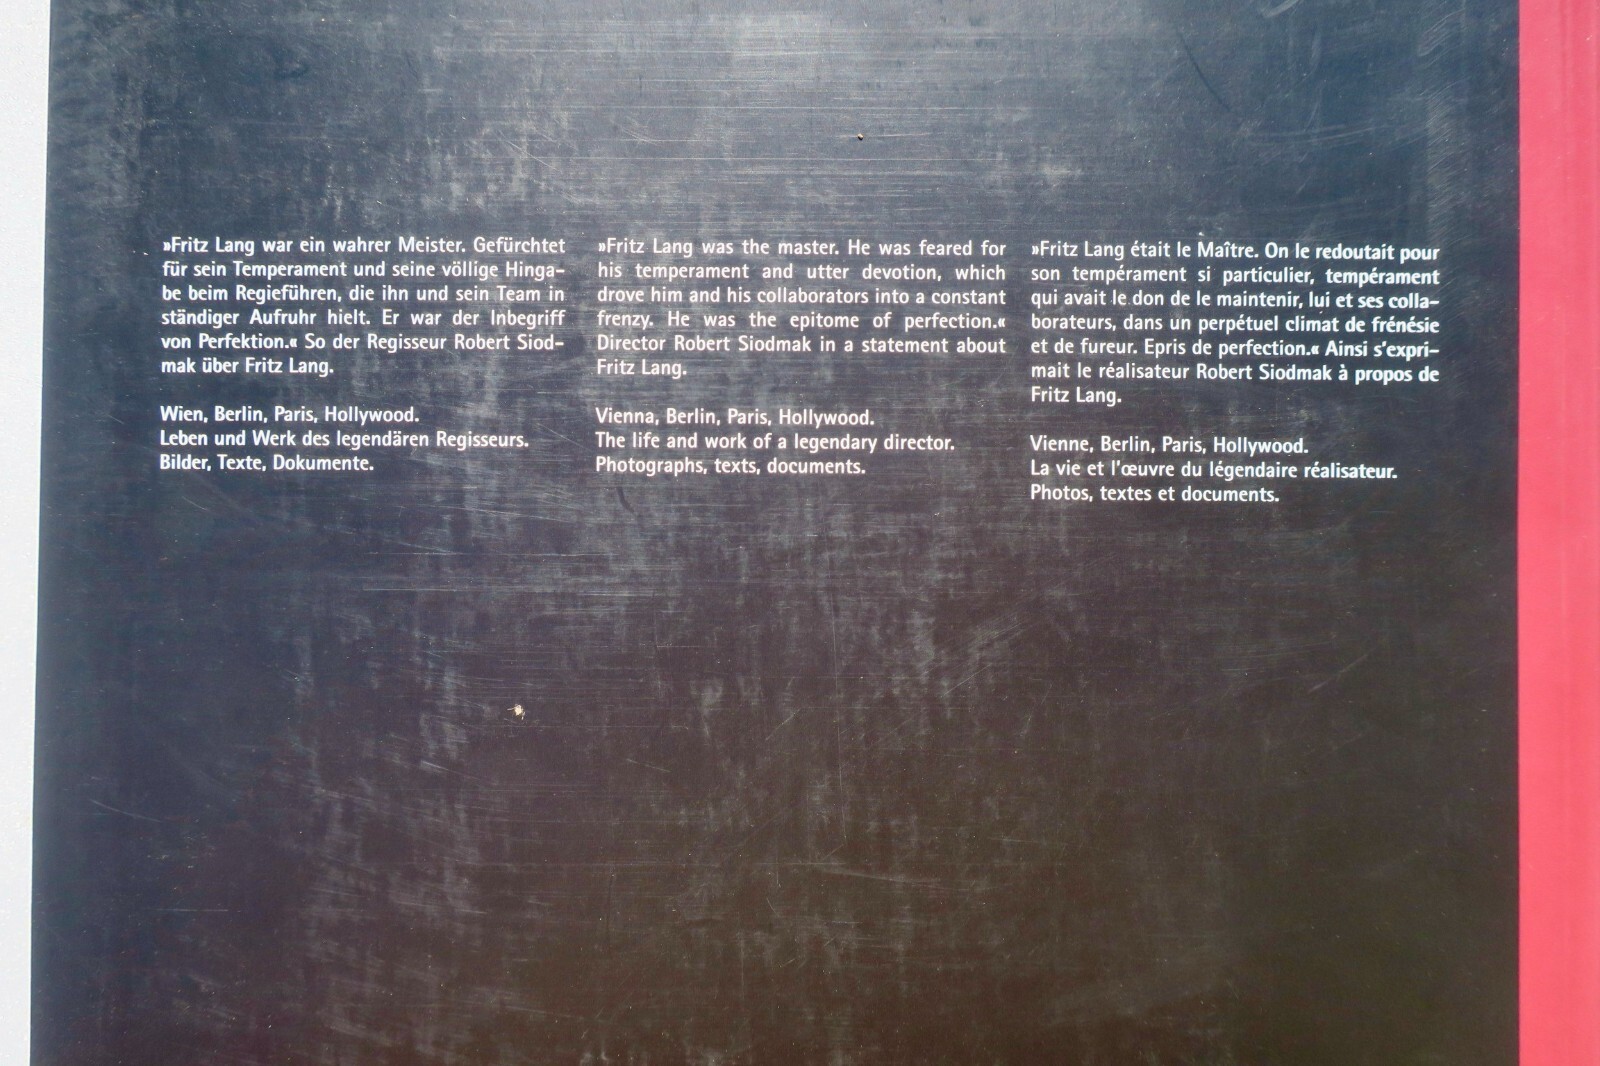 »Fritz Lang war ein wahrer Meister. Gefürchtet
für sein Temperament und seine völlige Hinga-
be beim Regieführen, die ihn und sein Team in
ständiger Aufruhr hielt. Er war der Inbegriff
von Perfektion.« So der Regisseur Robert Siod-
mak über Fritz Lang.
Wien, Berlin, Paris, Hollywood.
Leben und Werk des legendären Regisseurs.
Bilder, Texte, Dokumente.
»Fritz Lang was the master. He was feared for
his temperament and utter devotion, which
drove him and his collaborators into a constant
frenzy. He was the epitome of perfection.«
Director Robert Siodmak in a statement about
Fritz Lang.
Vienna, Berlin, Paris, Hollywood.
The life and work of a legendary director.
Photographs, texts, documents.
»Fritz Lang était le Maître. On le redoutait pour
son tempérament si particulier, tempérament
qui avait le don de le maintenir, lui et ses colla-
borateurs, dans un perpétuel climat de frénésie
et de fureur. Epris de perfection.« Ainsi s'expri-
mait le réalisateur Robert Siodmak à propos de
Fritz Lang.
Vienne, Berlin, Paris, Hollywood.
La vie et l'œuvre du légendaire réalisateur.
Photos, textes et documents.